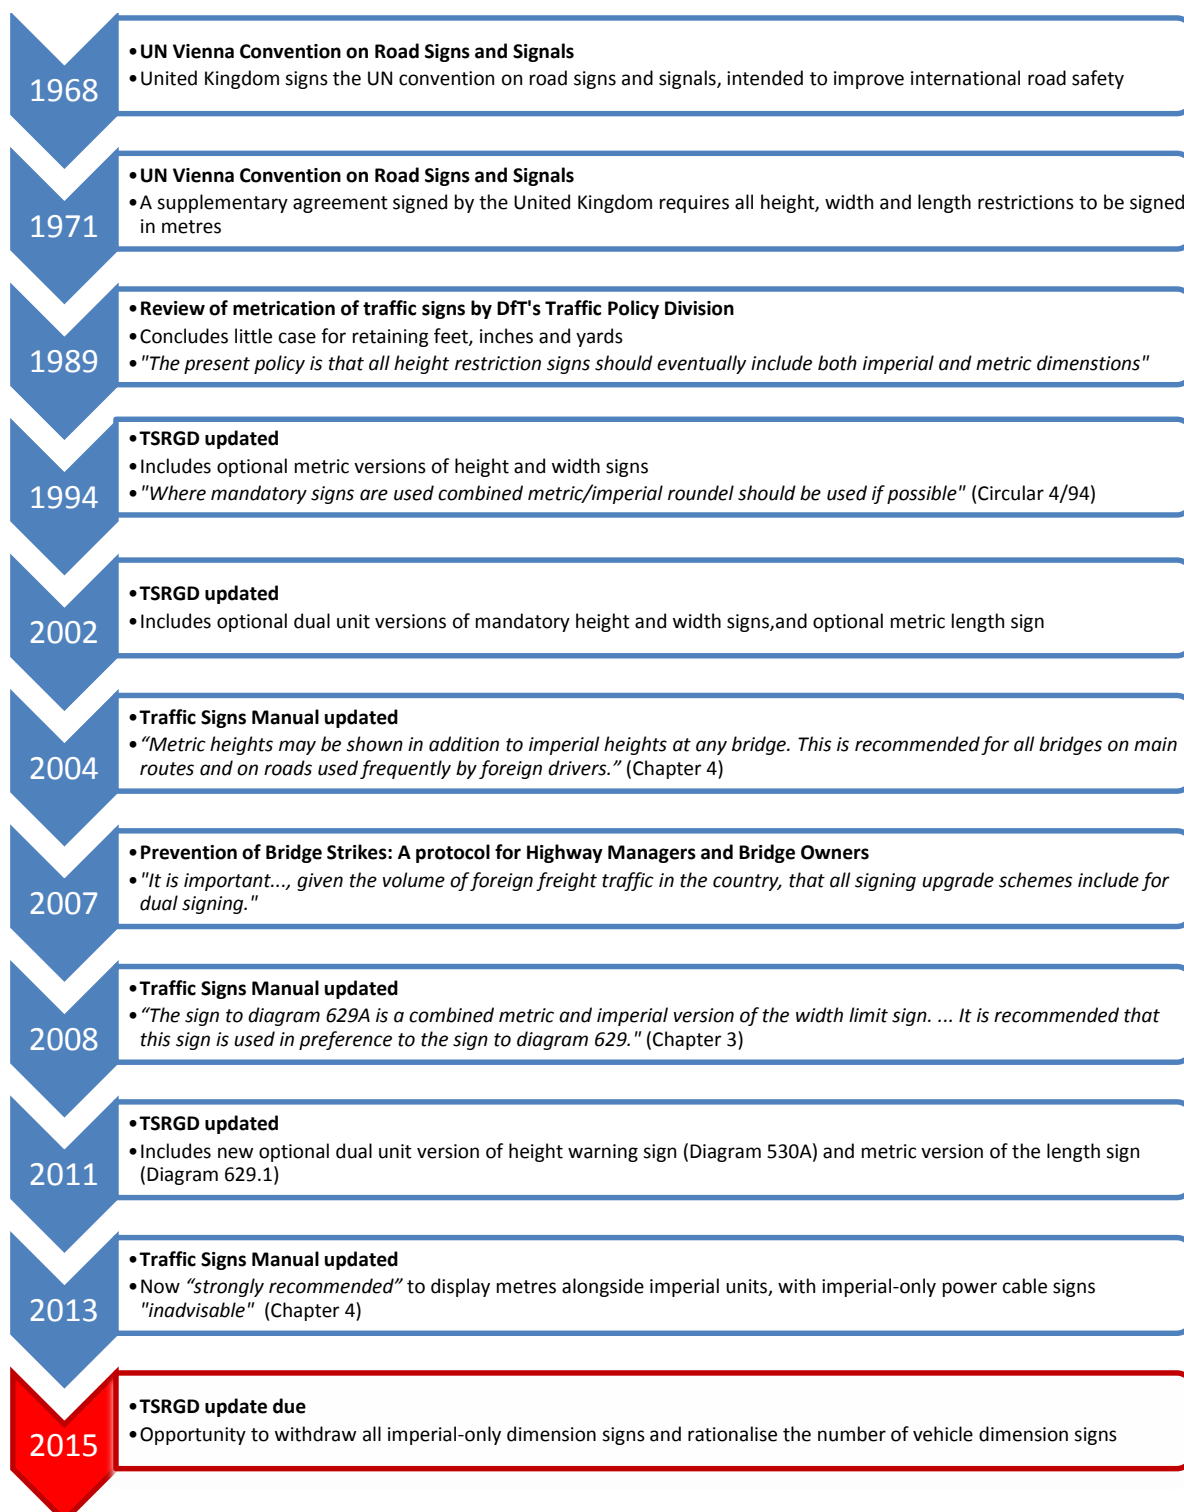 1968
•UN Vienna Convention on Road Signs and Signals
•United Kingdom signs the UN convention on road signs and signals, intended to improve international road safety
1971
•UN Vienna Convention on Road Signs and Signals
•A supplementary agreement signed by the United Kingdom requires all height, width and length restrictions to be signed
in metres
1989
•Review of metrication of traffic signs by DfT's Traffic Policy Division
•Concludes little case for retaining feet, inches and yards
•"The present policy is that all height restriction signs should eventually include both imperial and metric dimenstions"
1994
•TSRGD updated
•Includes optional metric versions of height and width signs
•"Where mandatory signs are used combined metric/imperial roundel should be used if possible" (Circular 4/94)
2002
•TSRGD updated
•Includes optional dual unit versions of mandatory height and width signs,and optional metric length sign
2004
•Traffic Signs Manual updated
•“Metric heights may be shown in addition to imperial heights at any bridge. This is recommended for all bridges on main
routes and on roads used frequently by foreign drivers.” (Chapter 4)
2007
•Prevention of Bridge Strikes: A protocol for Highway Managers and Bridge Owners
•"It is important..., given the volume of foreign freight traffic in the country, that all signing upgrade schemes include for
dual signing."
2008
•Traffic Signs Manual updated
•“The sign to diagram 629A is a combined metric and imperial version of the width limit sign. ... It is recommended that
this sign is used in preference to the sign to diagram 629." (Chapter 3)
2011
•TSRGD updated
•Includes new optional dual unit version of height warning sign (Diagram 530A) and metric version of the length sign
(Diagram 629.1)
2013
•Traffic Signs Manual updated
•Now “strongly recommended” to display metres alongside imperial units, with imperial-only power cable signs
"inadvisable" (Chapter 4)
2015
•TSRGD update due
•Opportunity to withdraw all imperial-only dimension signs and rationalise the number of vehicle dimension signs